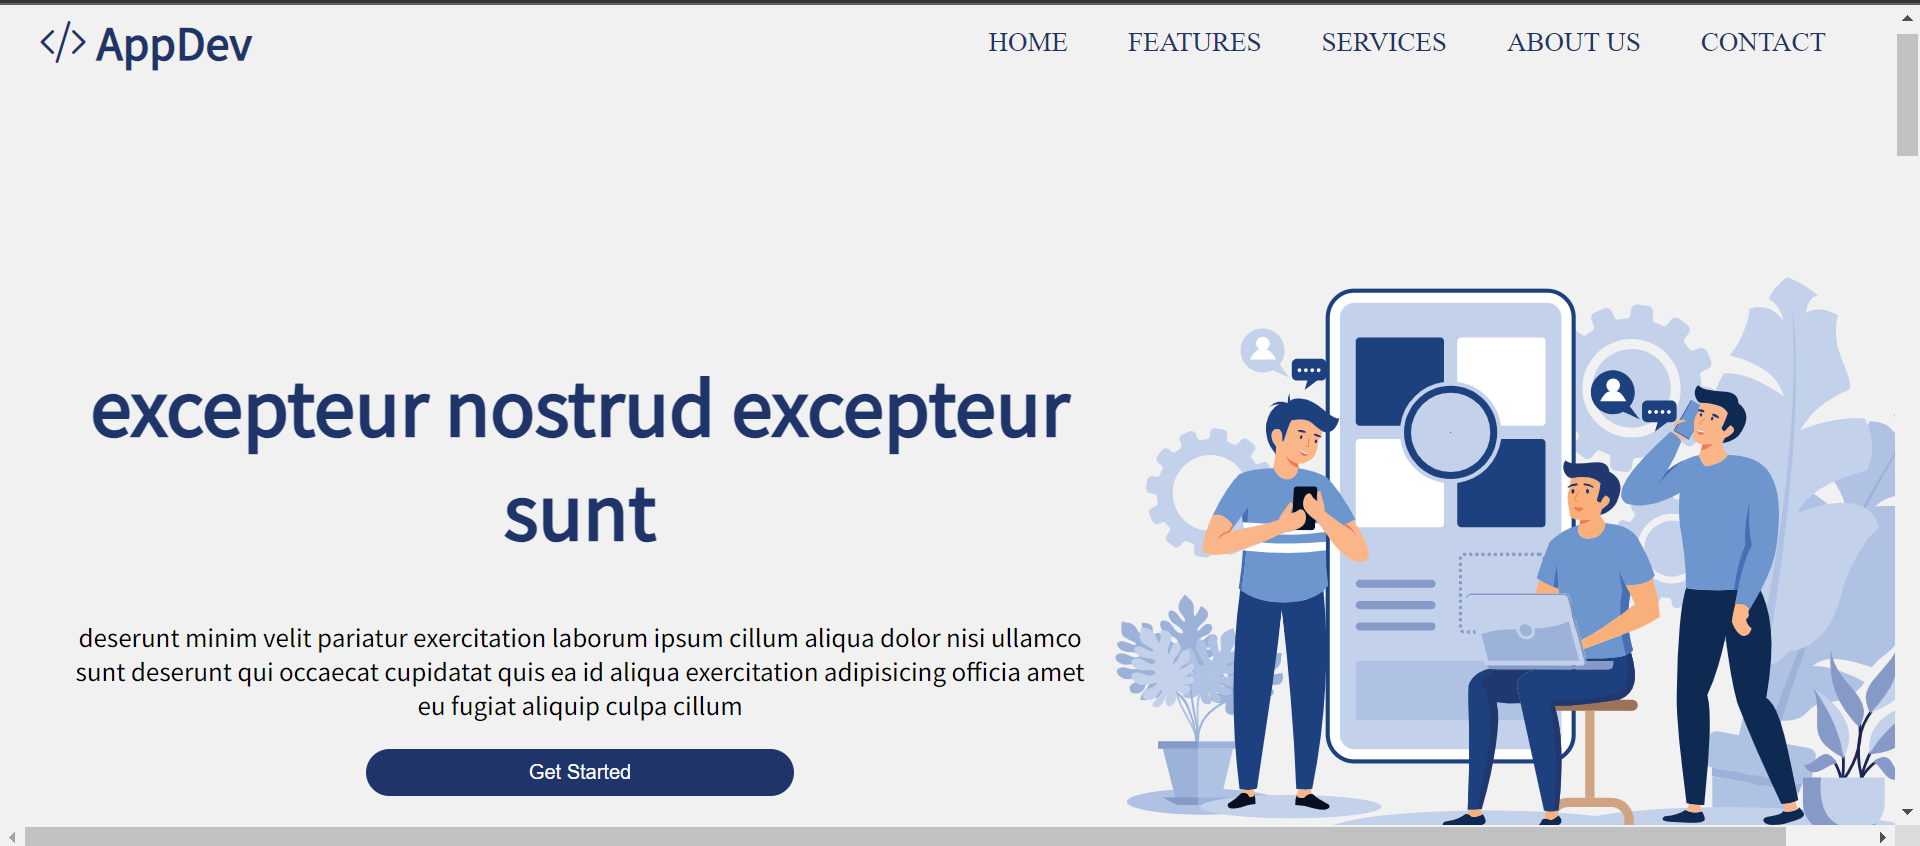 </> AppDev
HOME FEATURES SERVICES ABOUT US CONTACT
excepteur nostrud excepteur
sunt
deserunt minim velit pariatur exercitation laborum ipsum cillum aliqua dolor nisi ullamco
sunt deserunt qui occaecat cupidatat quis ea id aliqua exercitation adipisicing officia amet
eu fugiat aliquip culpa cillum
Get Started